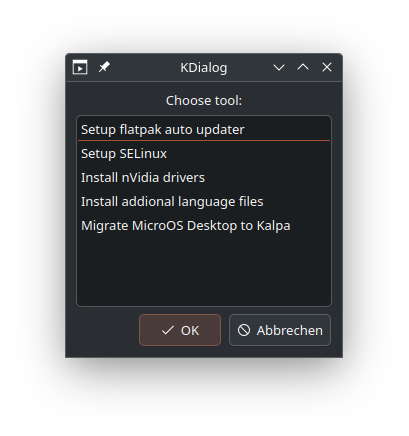 KDialog
Choose tool:
Setup flatpak auto updater
Setup SELinux
Install nVidia drivers
Install addional language files
Migrate MicroOS Desktop to Kalpa
OK
Abbrechen